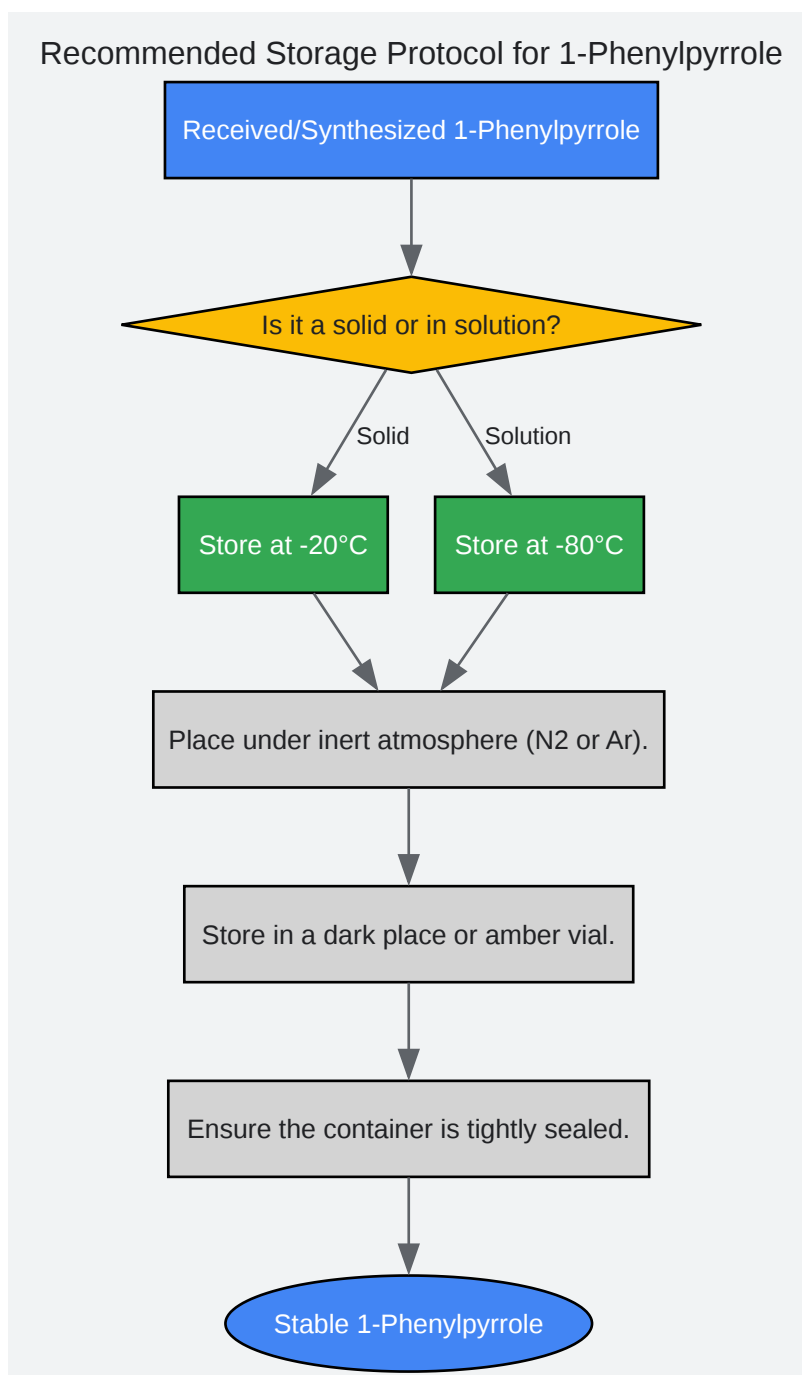 Recommended Storage Protocol for 1-Phenylpyrrole
Received/Synthesized 1-Phenylpyrrole
Is it a solid or in solution?
Solid
Solution
Store at -20°C
Store at -80°C
Place under inert atmosphere (N2 or Ar).
Store in a dark place or amber vial.
Ensure the container is tightly sealed.
Stable 1-Phenylpyrrole